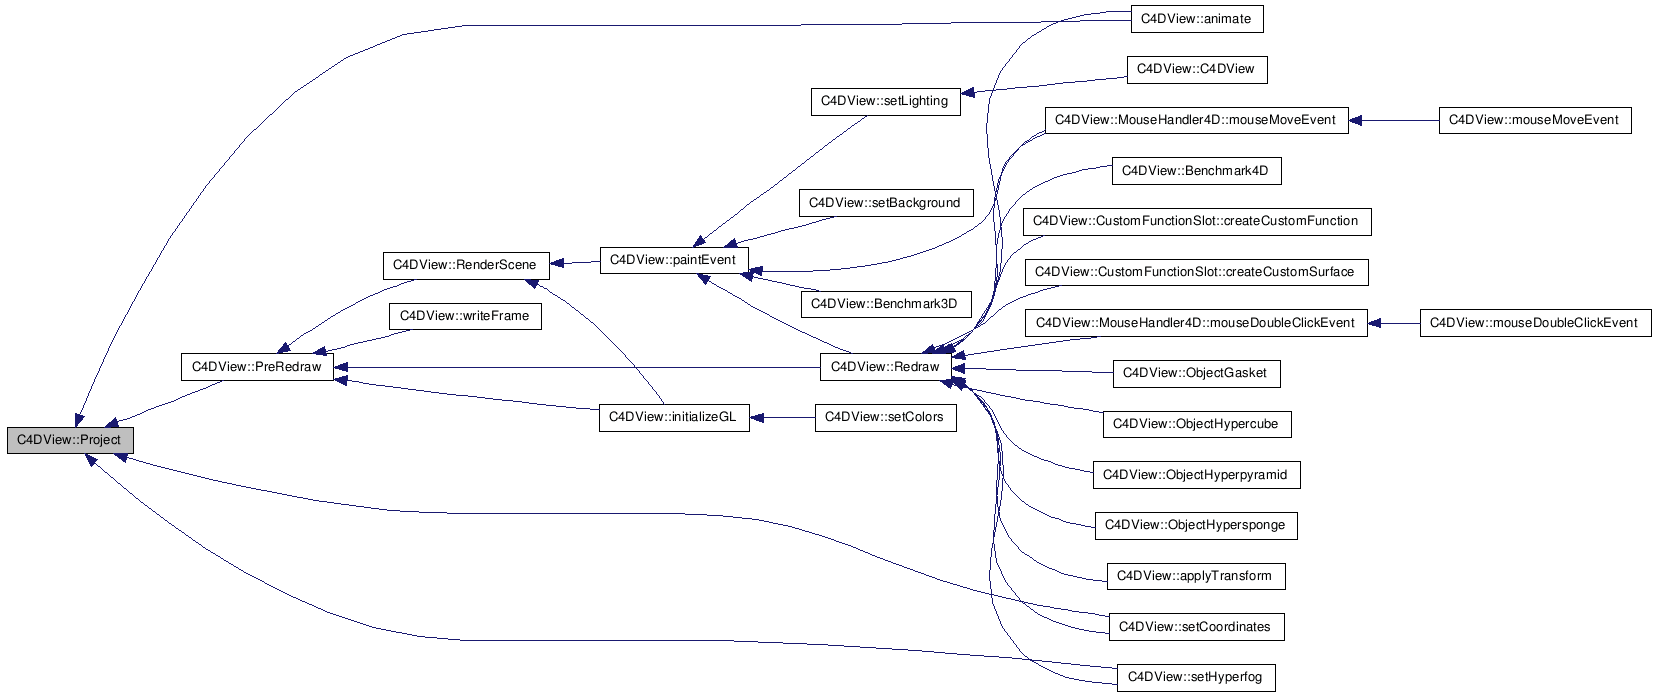 C4DView::animate
C4DView::C4DView
C4DView::setLighting
C4DView::MouseHandler4D::mouseMoveEvent
C4DView::mouseMoveEvent
C4DView::Benchmark4D
C4DView::setBackground
C4DView::CustomFunctionSlot::createCustomFunction
C4DView::paintEvent
C4DView::RenderScene
C4DView::CustomFunctionSlot::createCustomSurface
C4DView::Benchmark3D
C4DView::writeFrame
C4DView::MouseHandler4D::mouseDoubleClickEvent
C4DView::mouseDoubleClickEvent
C4DView::PreRedraw
C4DView::Redraw
C4DView::ObjectGasket
C4DView::initializeGL
C4DView::setColors
C4DView::ObjectHypercube
C4DView::Project
C4DView::ObjectHyperpyramid
C4DView::ObjectHypersponge
C4DView::applyTransform
C4DView::setCoordinates
C4DView::setHyperfog